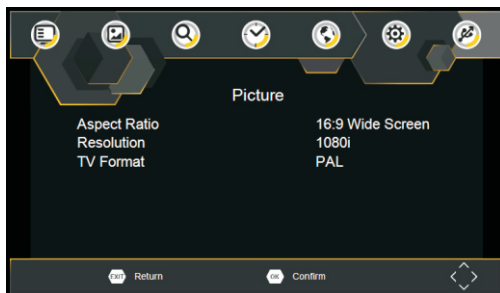 Picture
Aspect Ratio 16:9 Wide Screen
Resolution 1080i
TV Format PAL
EXIT Return OK Confirm